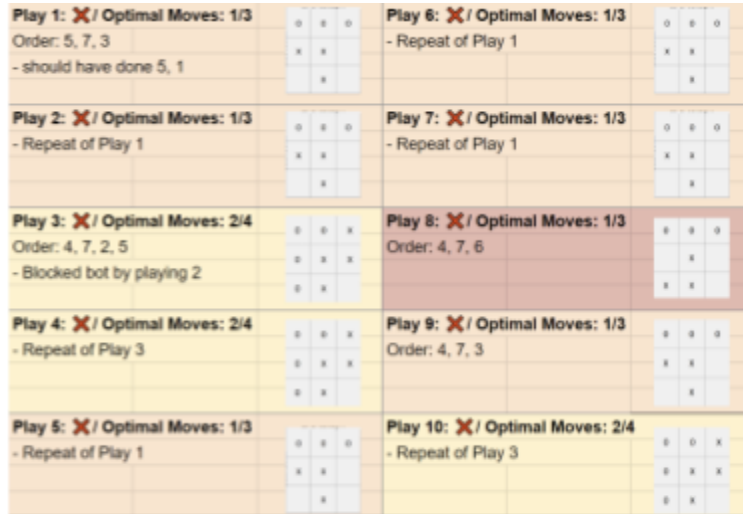 Play 1: ❌/ Optimal Moves: 1/3
Order: 5, 7, 3
- should have done 5, 1
o o o
x x
x
Play 2: ❌/ Optimal Moves: 1/3
- Repeat of Play 1
o o o
x x
x
Play 3: ❌/ Optimal Moves: 2/4
Order: 4, 7, 2, 5
- Blocked bot by playing 2
o o x
o x x
o x
Play 4: ❌/ Optimal Moves: 2/4
- Repeat of Play 3
o o x
o x x
o x
Play 5: ❌/ Optimal Moves: 1/3
- Repeat of Play 1
o o o
x x
x
Play 6: ❌/ Optimal Moves: 1/3
- Repeat of Play 1
o o o
x x
x
Play 7: ❌/ Optimal Moves: 1/3
- Repeat of Play 1
o o o
x x
x
Play 8: ❌/ Optimal Moves: 1/3
Order: 4, 7, 6
o o o
x
x x
Play 9: ❌/ Optimal Moves: 1/3
Order: 4, 7, 3
o o o
x x
x
Play 10: ❌/ Optimal Moves: 2/4
- Repeat of Play 3
o o x
o x x
o x